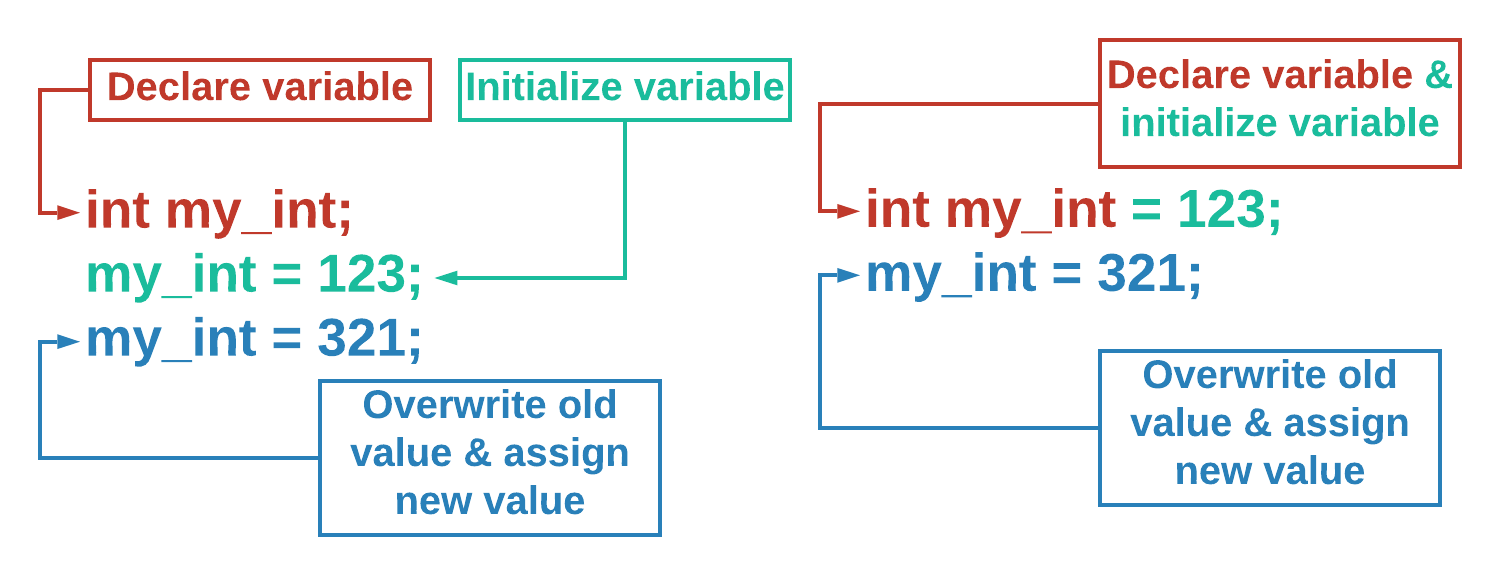 Declare variable
Initialize variable
int my_int;
my_int = 123;
my_int = 321;
Overwrite old
value & assign
new value
Declare variable &
initialize variable
int my_int = 123;
my_int = 321;
Overwrite old
value & assign
new value